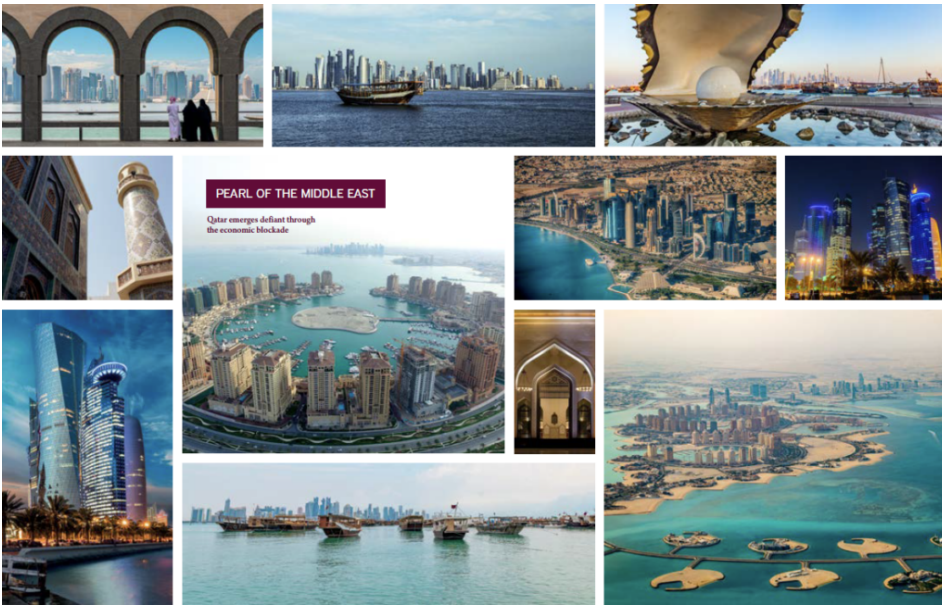 PEARL OF THE MIDDLE EAST
Qatar emerges defiant through
the economic blockade